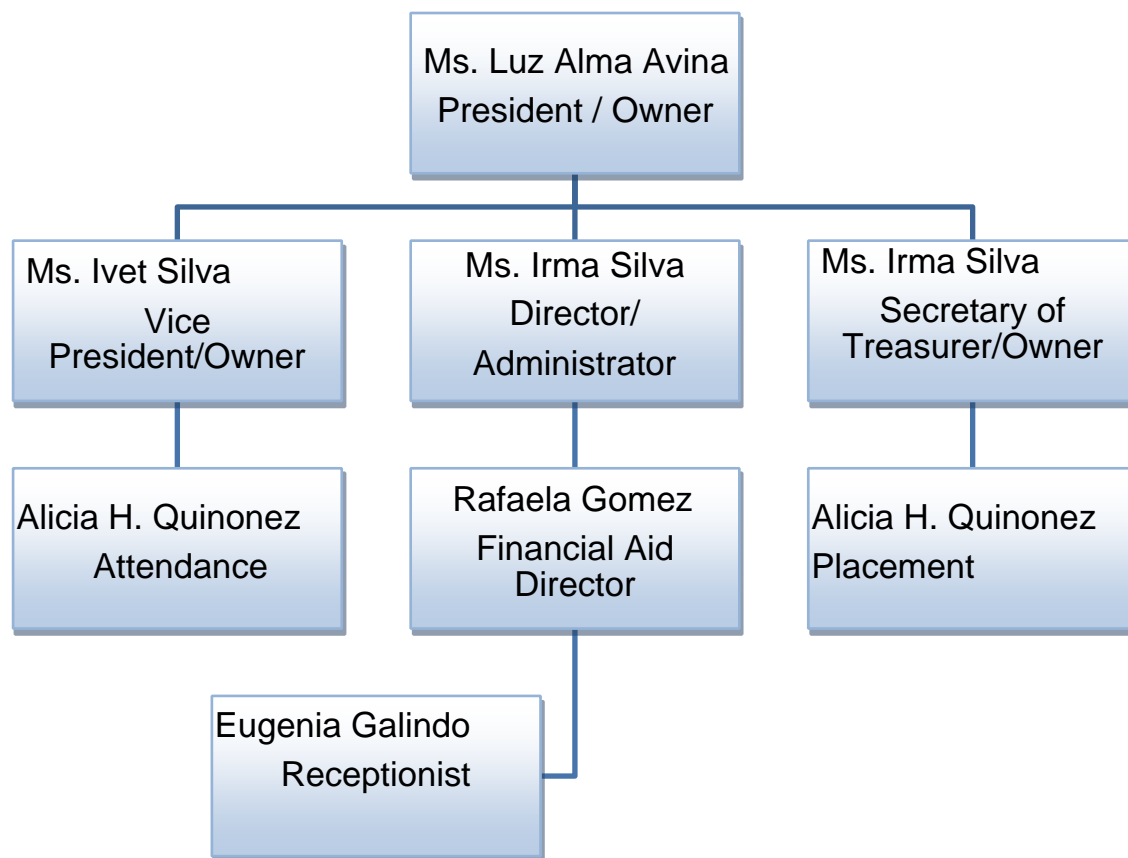 Ms. Luz Alma Avina
President / Owner
Ms. Ivet Silva
Vice
President/Owner
Ms. Irma Silva
Director/
Administrator
Ms. Irma Silva
Secretary of
Treasurer/Owner
Alicia H. Quinonez
Attendance
Rafaela Gomez
Financial Aid
Director
Alicia H. Quinonez
Placement
Eugenia Galindo
Receptionist